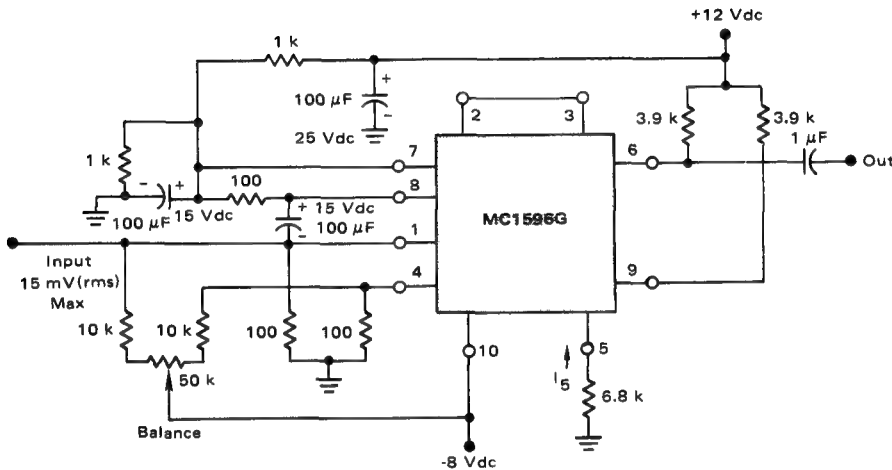 +12 Vdc
1 k
+
100 µF
-
25 Vdc
2
3
3.9 k
3.9 k
1 µF
1 k
7
6
Out
- +
100
8
15 Vdc
100 µF
+ 15 Vdc
- 100 µF
MC1596G
1
Input
15 mV(rms)
Max
4
9
10 k
10 k
100
100
10
5
I5
50 k
6.8 k
Balance
-8 Vdc